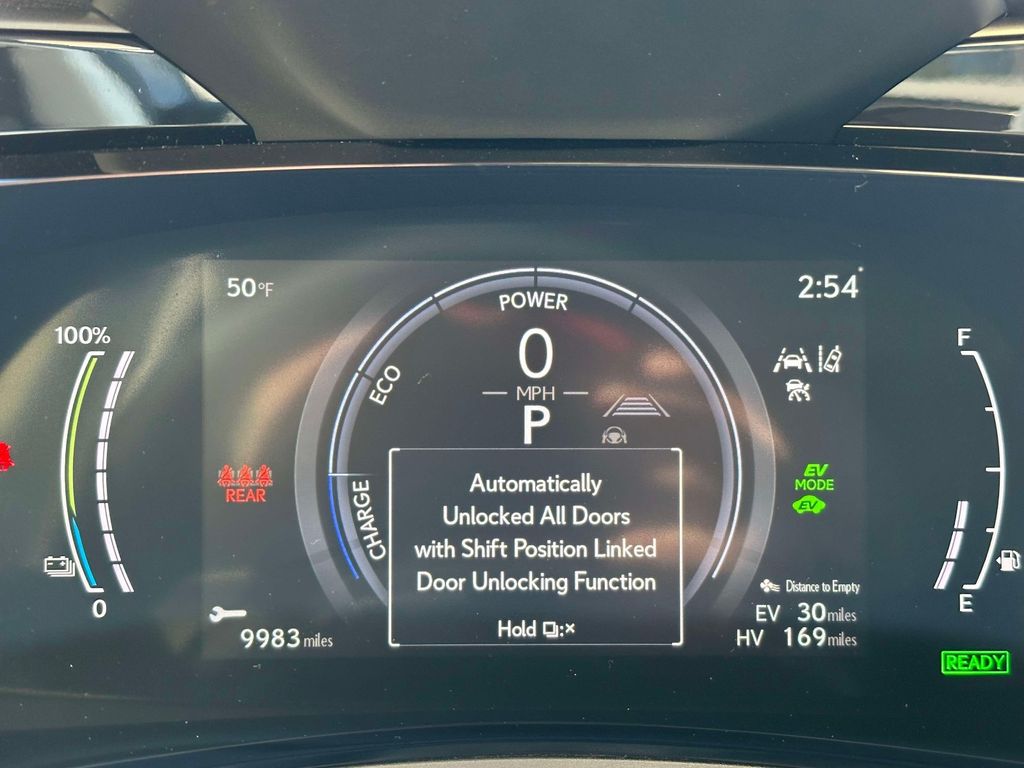 50°F
2:54
100%
POWER
F
0
ECO
MPH
P
EV
MODE
REAR
EV
CHARGE
Automatically
Unlocked All Doors
with Shift Position Linked
Door Unlocking Function
Hold :×
Distance to Empty
0
E
EV 30 miles
9983 miles
HV 169 miles
READY